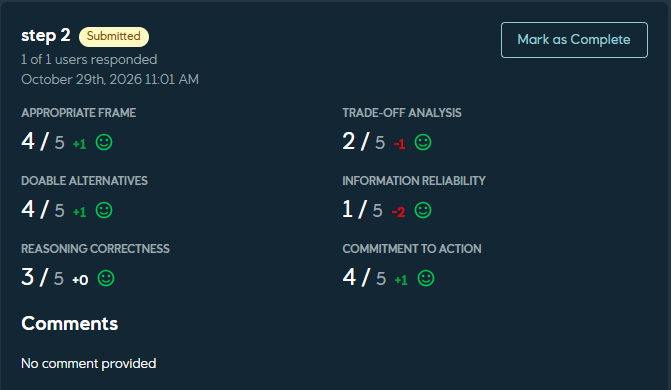 step 2 Submitted
Mark as Complete
1 of 1 users responded
October 29th, 2026 11:01 AM
APPROPRIATE FRAME
4 / 5 +1
TRADE-OFF ANALYSIS
2 / 5 -1
DOABLE ALTERNATIVES
4 / 5 +1
INFORMATION RELIABILITY
1 / 5 -2
REASONING CORRECTNESS
3 / 5 +0
COMMITMENT TO ACTION
4 / 5 +1
Comments
No comment provided